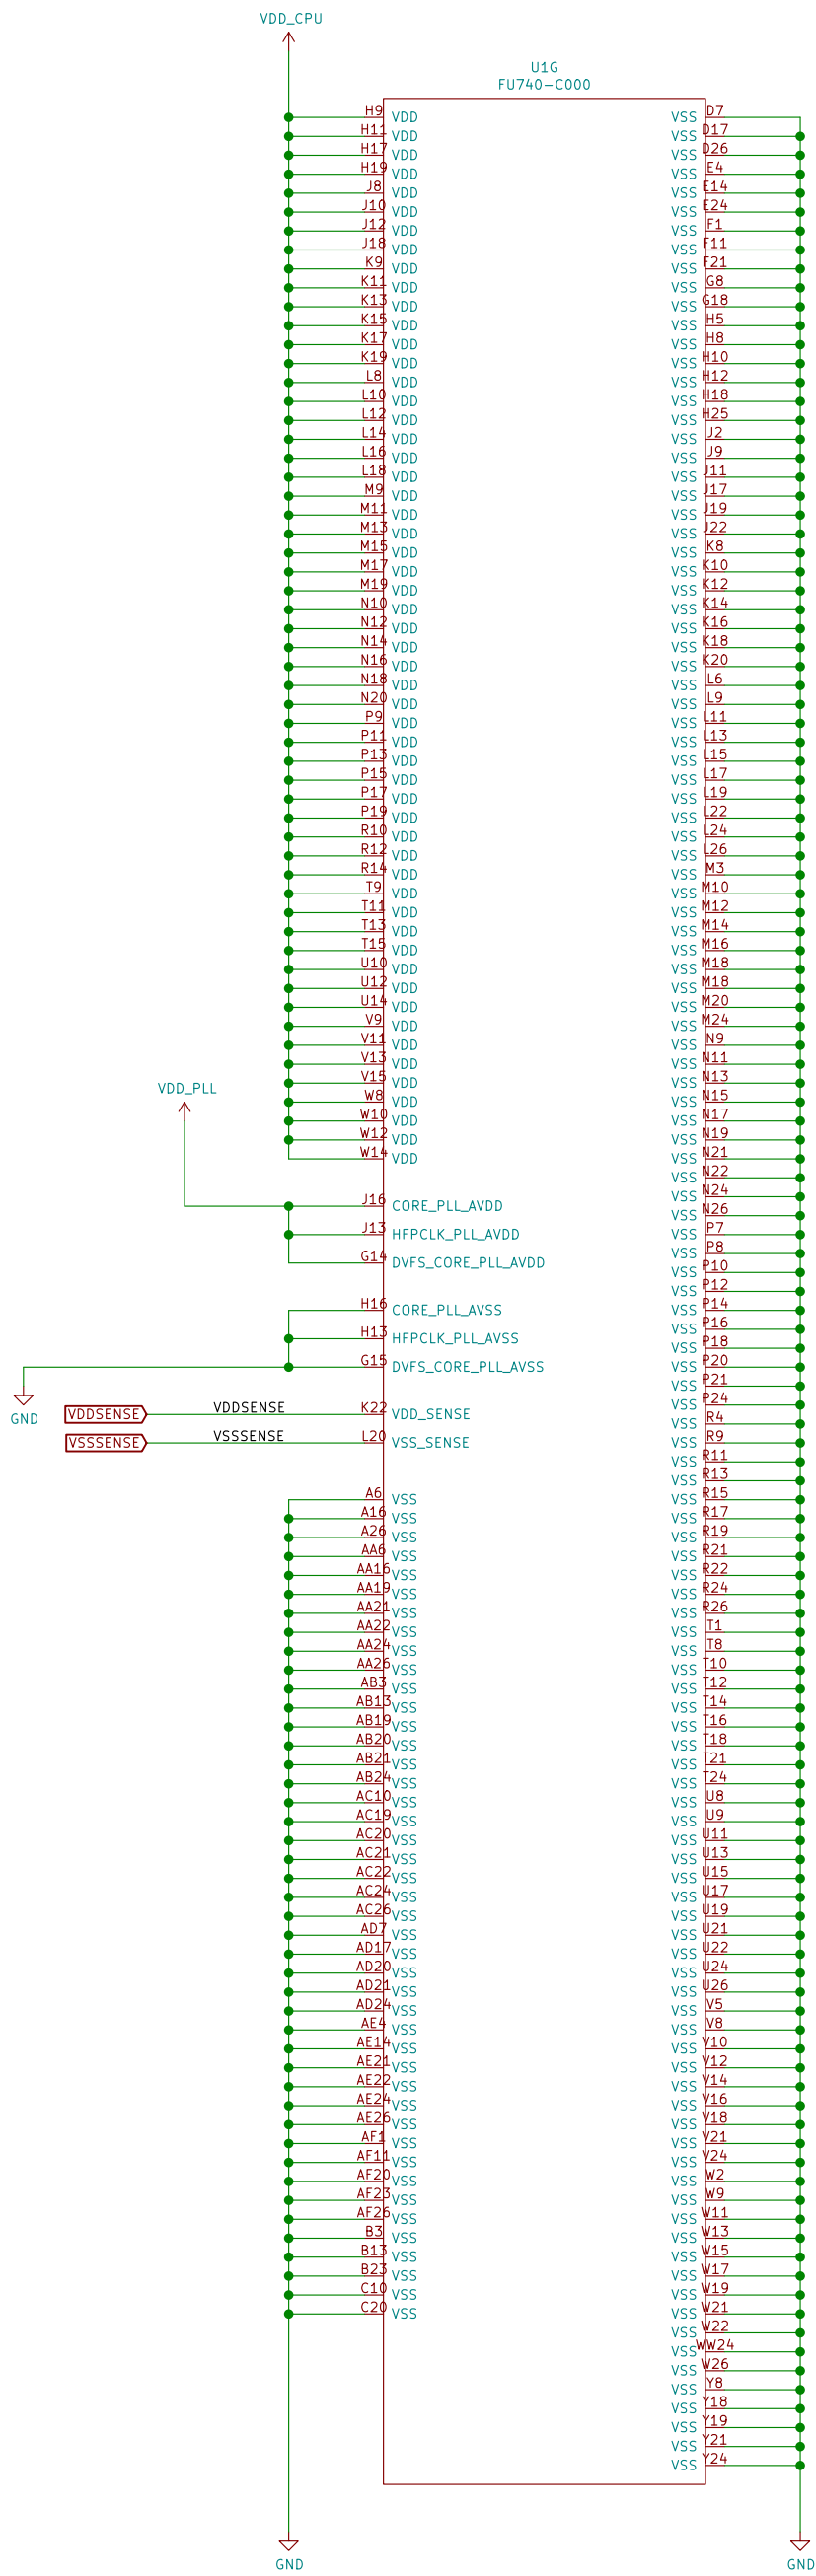 VDD_CPU
U1G
FU740-C000
H9 VDD
H11 VDD
H17 VDD
H19 VDD
J8 VDD
J10 VDD
J12 VDD
J18 VDD
K9 VDD
K11 VDD
K13 VDD
K15 VDD
K17 VDD
K19 VDD
L8 VDD
L10 VDD
L12 VDD
L14 VDD
L16 VDD
L18 VDD
M9 VDD
M11 VDD
M13 VDD
M15 VDD
M17 VDD
M19 VDD
N10 VDD
N12 VDD
N14 VDD
N16 VDD
N18 VDD
N20 VDD
P9 VDD
P11 VDD
P13 VDD
P15 VDD
P17 VDD
P19 VDD
R10 VDD
R12 VDD
R14 VDD
T9 VDD
T11 VDD
T13 VDD
T15 VDD
U10 VDD
U12 VDD
U14 VDD
V9 VDD
V11 VDD
V13 VDD
V15 VDD
W8 VDD
W10 VDD
W12 VDD
W14 VDD
VDD_PLL
J16 CORE_PLL_AVDD
J13 HFPCLK_PLL_AVDD
G14 DVFS_CORE_PLL_AVDD
H16 CORE_PLL_AVSS
H13 HFPCLK_PLL_AVSS
G15 DVFS_CORE_PLL_AVSS
GND
VDDSENSE VDDSENSE K22 VDD_SENSE
VSSSENSE VSSSENSE L20 VSS_SENSE
A6 VSS
A16 VSS
A26 VSS
AA6 VSS
AA16 VSS
AA19 VSS
AA21 VSS
AA22 VSS
AA24 VSS
AA26 VSS
AB3 VSS
AB13 VSS
AB19 VSS
AB20 VSS
AB21 VSS
AB24 VSS
AC10 VSS
AC19 VSS
AC20 VSS
AC21 VSS
AC22 VSS
AC24 VSS
AC26 VSS
AD7 VSS
AD17 VSS
AD20 VSS
AD21 VSS
AD24 VSS
AE4 VSS
AE14 VSS
AE21 VSS
AE22 VSS
AE24 VSS
AE26 VSS
AF1 VSS
AF11 VSS
AF20 VSS
AF23 VSS
AF26 VSS
B3 VSS
B13 VSS
B23 VSS
C10 VSS
C20 VSS
GND
VSS D7
VSS D17
VSS D26
VSS E4
VSS E14
VSS E24
VSS F1
VSS F11
VSS F21
VSS G8
VSS G18
VSS H5
VSS H8
VSS H10
VSS H12
VSS H18
VSS H25
VSS J2
VSS J9
VSS J11
VSS J17
VSS J19
VSS J22
VSS K8
VSS K10
VSS K12
VSS K14
VSS K16
VSS K18
VSS K20
VSS L6
VSS L9
VSS L11
VSS L13
VSS L15
VSS L17
VSS L19
VSS L22
VSS L24
VSS L26
VSS M3
VSS M10
VSS M12
VSS M14
VSS M16
VSS M18
VSS M18
VSS M20
VSS M24
VSS N9
VSS N11
VSS N13
VSS N15
VSS N17
VSS N19
VSS N21
VSS N22
VSS N24
VSS N26
VSS P7
VSS P8
VSS P10
VSS P12
VSS P14
VSS P16
VSS P18
VSS P20
VSS P21
VSS P24
VSS R4
VSS R9
VSS R11
VSS R13
VSS R15
VSS R17
VSS R19
VSS R21
VSS R22
VSS R24
VSS R26
VSS T1
VSS T8
VSS T10
VSS T12
VSS T14
VSS T16
VSS T18
VSS T21
VSS T24
VSS U8
VSS U9
VSS U11
VSS U13
VSS U15
VSS U17
VSS U19
VSS U21
VSS U22
VSS U24
VSS U26
VSS V5
VSS V8
VSS V10
VSS V12
VSS V14
VSS V16
VSS V18
VSS V21
VSS V24
VSS W2
VSS W9
VSS W11
VSS W13
VSS W15
VSS W17
VSS W19
VSS W21
VSS W22
VSS WW24
VSS W26
VSS Y8
VSS Y18
VSS Y19
VSS Y21
VSS Y24
GND